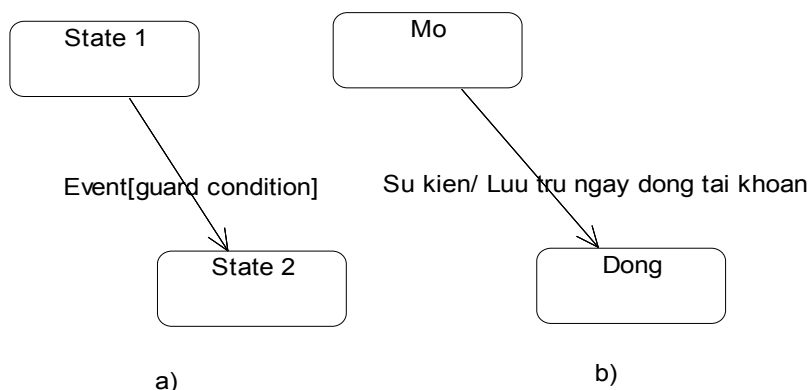 State 1
Event[guard condition]
State 2
a)
Mo
Su kien/ Luu tru ngay dong tai khoan
Dong
b)